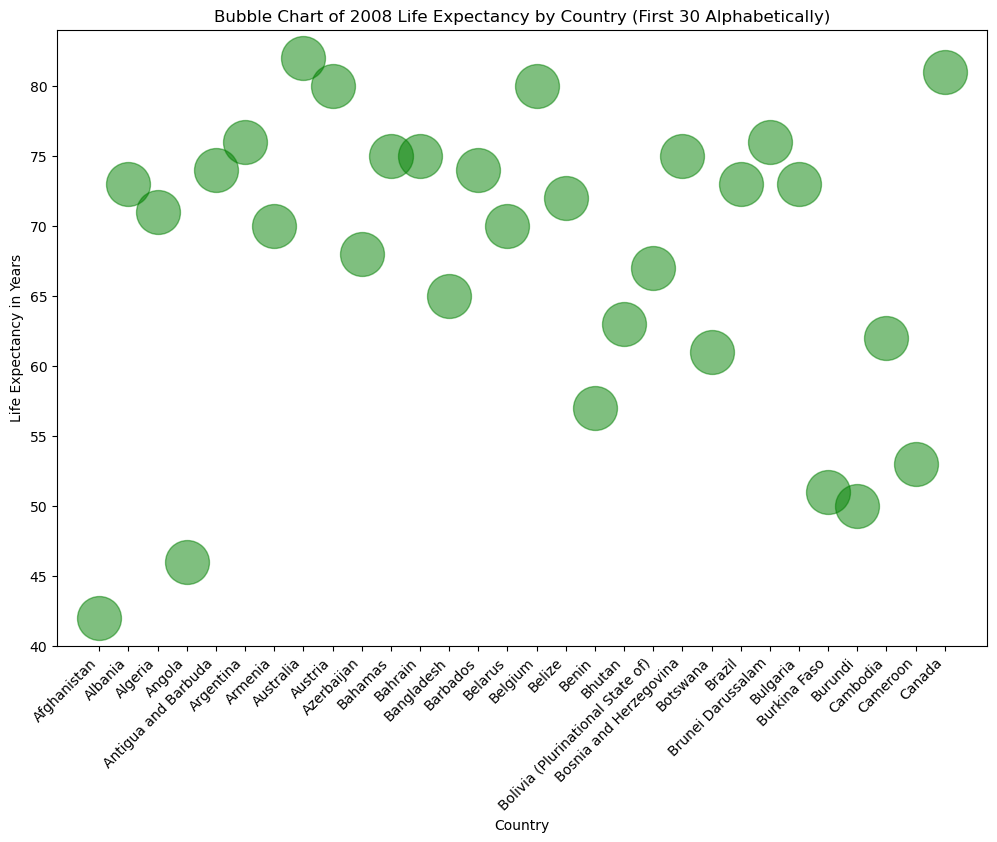 Bubble Chart of 2008 Life Expectancy by Country (First 30 Alphabetically)
Life Expectancy in Years
80
75
70
65
60
55
50
45
40
Afghanistan
Albania
Algeria
Angola
Antigua and Barbuda
Argentina
Armenia
Australia
Austria
Azerbaijan
Bahamas
Bahrain
Bangladesh
Barbados
Belarus
Belgium
Belize
Benin
Bhutan
Bolivia (Plurinational State of)
Bosnia and Herzegovina
Botswana
Brazil
Brunei Darussalam
Bulgaria
Burkina Faso
Burundi
Cambodia
Cameroon
Canada
Country